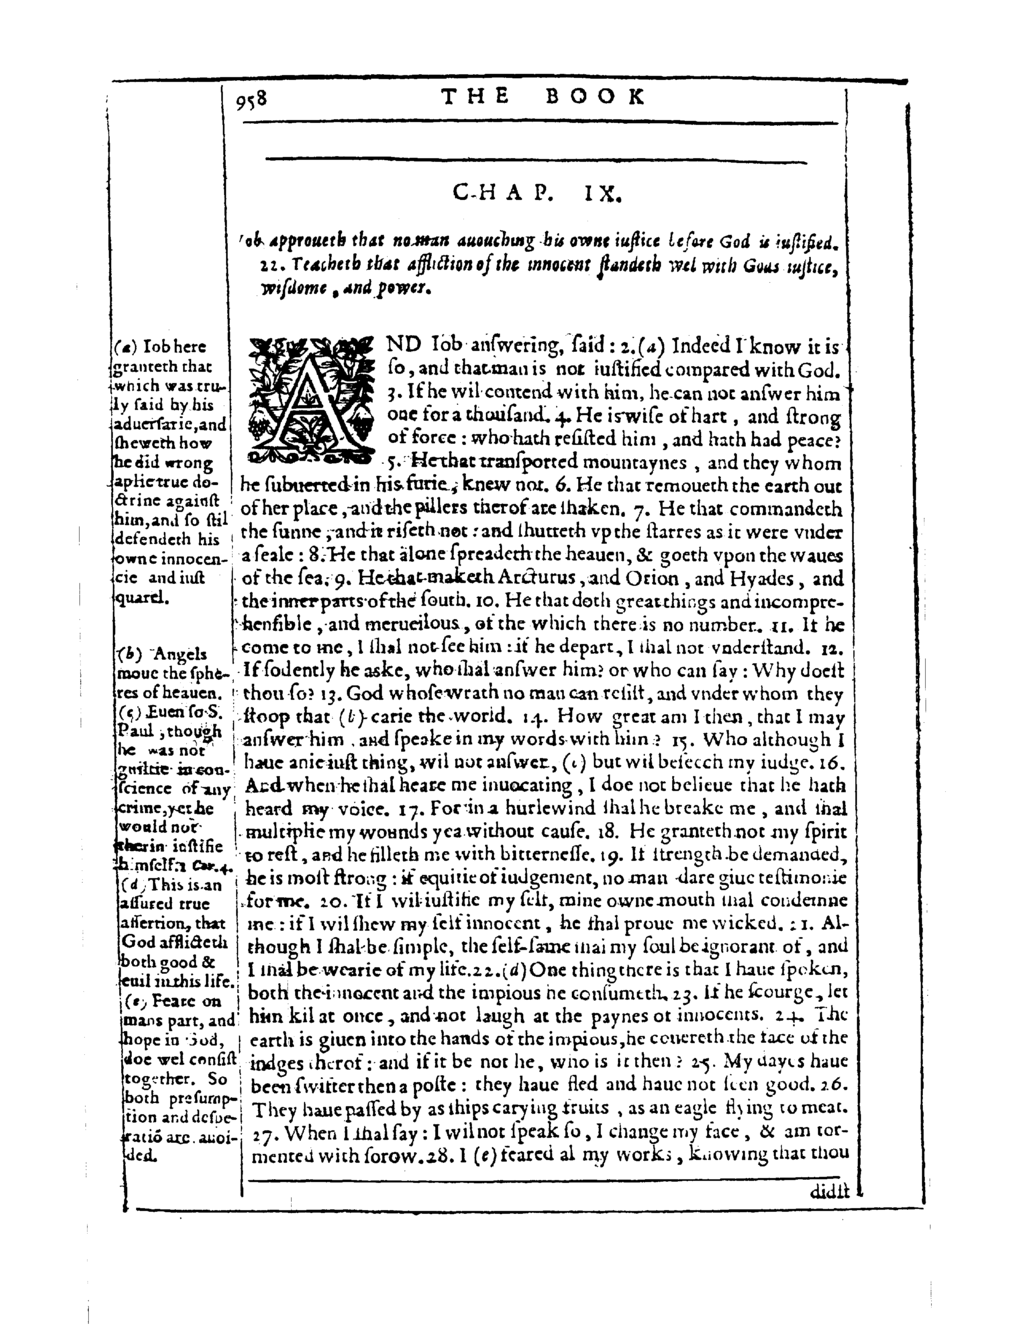 958
THE BOOK
CHAP. IX.
Iob approueth that no man auouching his owne iustice before God is iustified.
22. Teacheth that affliction of the innocent standeth wel with Gods iustice,
wisdome, and power.
(a) Iob here
granteth that
which was tru-
ly said by his
aduersarie, and
sheweth how
he did wrong
aplie true do-
ctrine against
him, and so stil
defendeth his
owne innocen-
cie and iust
quarel.
(b) Angels
moue the sphe-
res of heauen.
(c) Euen so S.
Paul, though
he was not
guiltie in con-
science of any
crime, yet he
would not
therin iustifie
himself. 1 Cor. 4.
(d) This is an
assured true
assertion, that
God afflicteth
both good &
euil in this life.
(e) Feare on
mans part, and
hope in God,
doe wel consist
together. So
both presump-
tion and despe-
ratiō are auoi-
ded.
AND Iob answering, said: 2. (a) Indeed I know it is
so, and that man is not iustified compared with God.
3. If he wil contend with him, he can not answer him
one for a thousand. 4. He is wise of hart, and strong
of force: who hath resisted him, and hath had peace?
5. He that transported mountaynes, and they whom
he subuerted in his furie, knew not. 6. He that remoueth the earth out
of her place, and the pillers therof are shaken. 7. He that commandeth
the sunne, and it riseth not: and shutteth vp the starres as it were vnder
a seale: 8. He that alone spreadeth the heauen, & goeth vpon the waues
of the sea, 9. He that maketh Arcturus, and Orion, and Hyades, and
the inner parts of the south. 10. He that doth great things and incompre-
hensible, and merueilous, of the which there is no number. 11. If he
come to me, I shal not see him: if he depart, I shal not vnderstand. 12.
If sodently he aske, who shal answer him? or who can say: Why doest
thou so? 13. God whose wrath no man can resist, and vnder whom they
stoop that (b) carie the world. 14. How great am I then, that I may
answer him, and speake in my words with him? 15. Who although I
haue anie iust thing, wil not answer, (c) but wil beseech my iudge. 16.
And when he shal heare me inuocating, I doe not belieue that he hath
heard my voice. 17. For in a hurlewind shal he breake me, and shal
multiplie my wounds yea without cause. 18. He granteth not my spirit
to rest, and he filleth me with bitternesse. 19. If strength be demanded,
he is most strong: if equitie of iudgement, no man dare giue testimonie
for me. 20. If I wil iustifie my self, mine owne mouth shal condemne
me: if I wil shew my self innocent, he shal proue me wicked. 21. Al-
though I shal be simple, the self-same shal my soul be ignorant of, and
I shal be wearie of my life. 22. (d) One thing there is that I haue spoken,
both the innocent and the impious he consumeth. 23. If he scourge, let
him kil at once, and not laugh at the paynes of innocents. 24. The
earth is giuen into the hands of the impious, he couereth the face of the
iudges therof: and if it be not he, who is it then? 25. My dayes haue
been swifter then a poste: they haue fled and haue not seen good. 26.
They haue passed by as ships carying fruits, as an eagle flying to meat.
27. When I shal say: I wil not speak so, I change my face, & am tor-
mented with sorow. 28. I (e) feared al my works, knowing that thou
didst